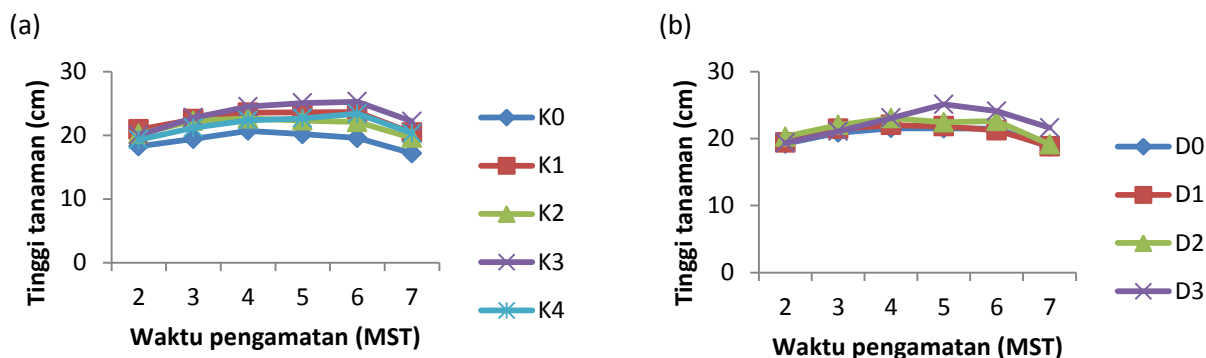 (a)
Tinggi tanaman (cm)
30
20
10
0
2 3 4 5 6 7
Waktu pengamatan (MST)
K0
K1
K2
K3
K4
(b)
Tinggi tanaman (cm)
30
20
10
0
2 3 4 5 6 7
Waktu pengamatan (MST)
D0
D1
D2
D3